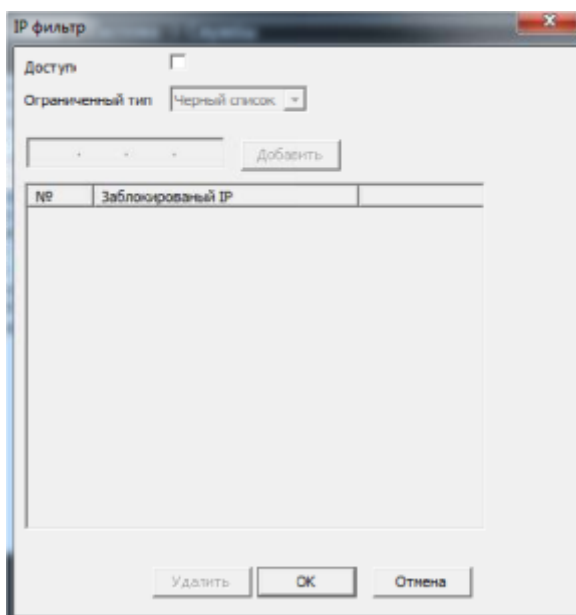 IP фильтр
Доступ
Ограниченный тип Черный список
Добавить
№ Заблокированый IP
Удалить OK Отмена